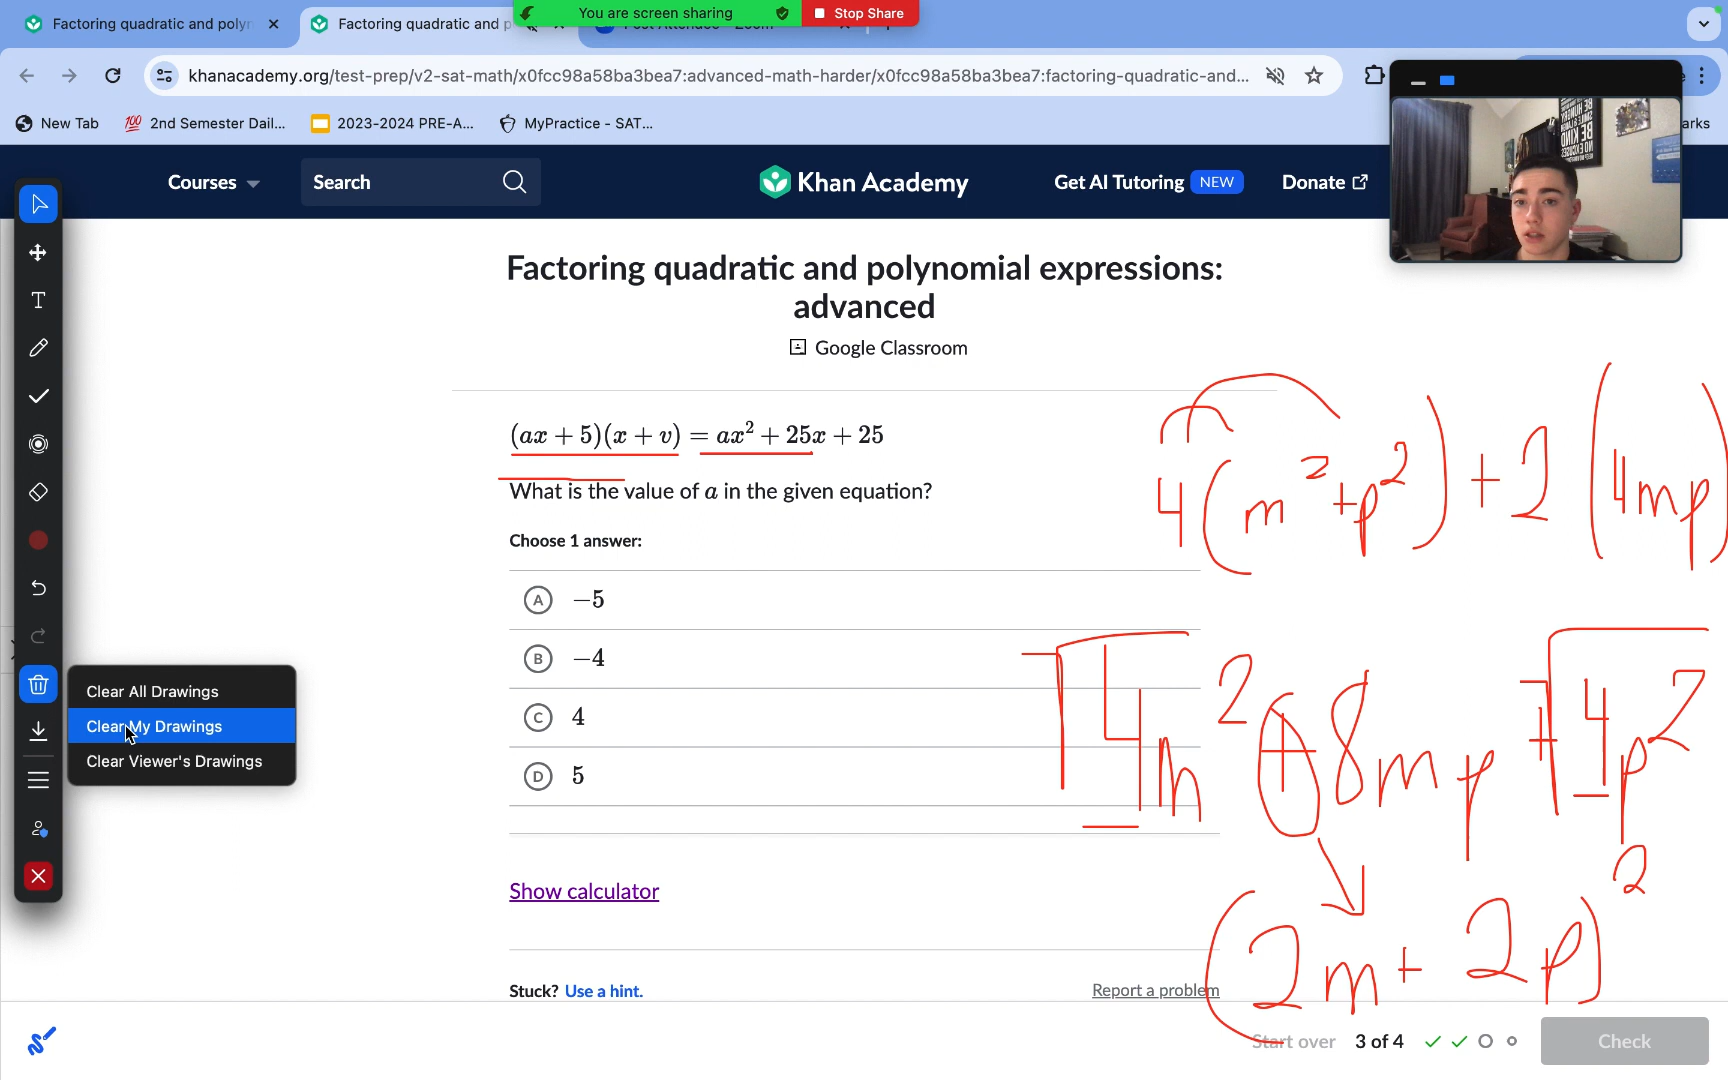 Factoring quadratic and polyn
Factoring quadratic and p
You are screen sharing
Stop Share
khanacademy.org/test-prep/v2-sat-math/x0fcc98a58ba3bea7:advanced-math-harder/x0fcc98a58ba3bea7:factoring-quadratic-and...
New Tab
2nd Semester Dail...
2023-2024 PRE-A...
MyPractice - SAT...
arks
Courses
Search
Khan Academy
Get AI Tutoring NEW
Donate
BE KIND
Factoring quadratic and polynomial expressions:
advanced
Google Classroom
(ax + 5)(x + v) = ax² + 25x + 25
What is the value of a in the given equation?
Choose 1 answer:
A −5
B −4
C 4
D 5
4(m²+p²)+2(4mp)
√4m²+8mp+√4p²
(2m+2p)²
Clear All Drawings
Clear My Drawings
Clear Viewer's Drawings
Show calculator
Stuck? Use a hint.
Report a problem
Start over 3 of 4
Check